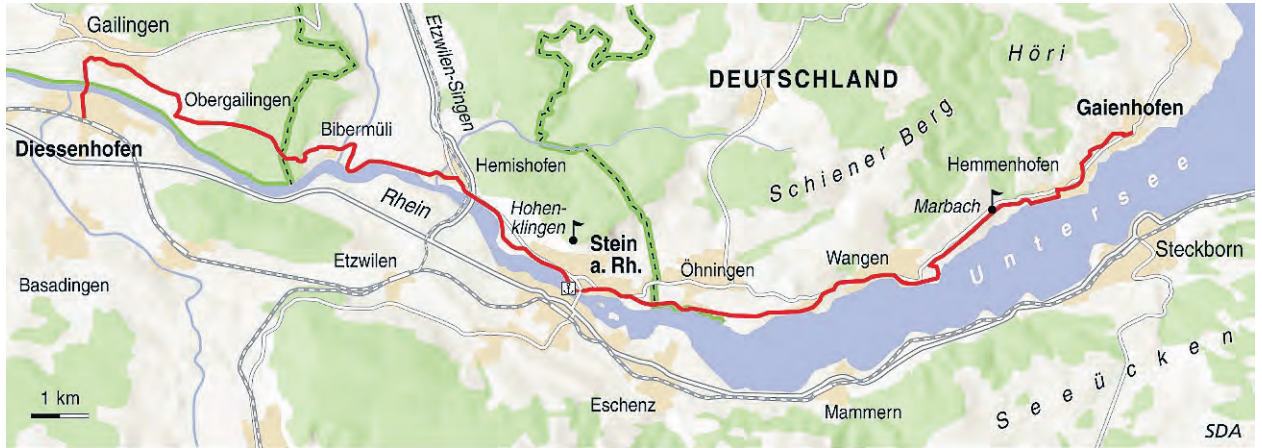 Gailingen
Etzwilen-Singen
DEUTSCHLAND
Höri
Obergailingen
Bibermüli
Schiener Berg
Gaienhofen
Diessenhofen
Hemishofen
Hemmenhofen
Rhein
Hohen-
klingen
Marbach
Untersee
Stein
a. Rh.
Öhningen
Wangen
Steckborn
Etzwilen
Basadingen
Seerücken
1 km
Eschenz
Mammern
SDA